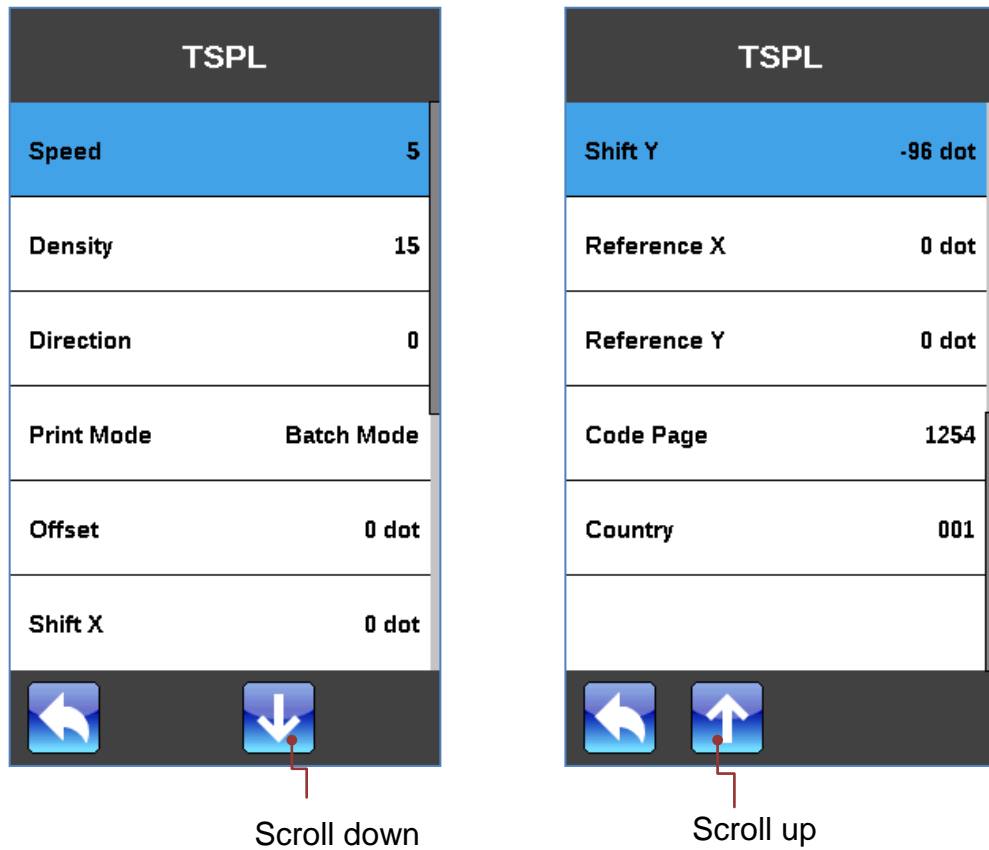 TSPL
Speed 5
Density 15
Direction 0
Print Mode Batch Mode
Offset 0 dot
Shift X 0 dot
Scroll down
TSPL
Shift Y -96 dot
Reference X 0 dot
Reference Y 0 dot
Code Page 1254
Country 001
Scroll up